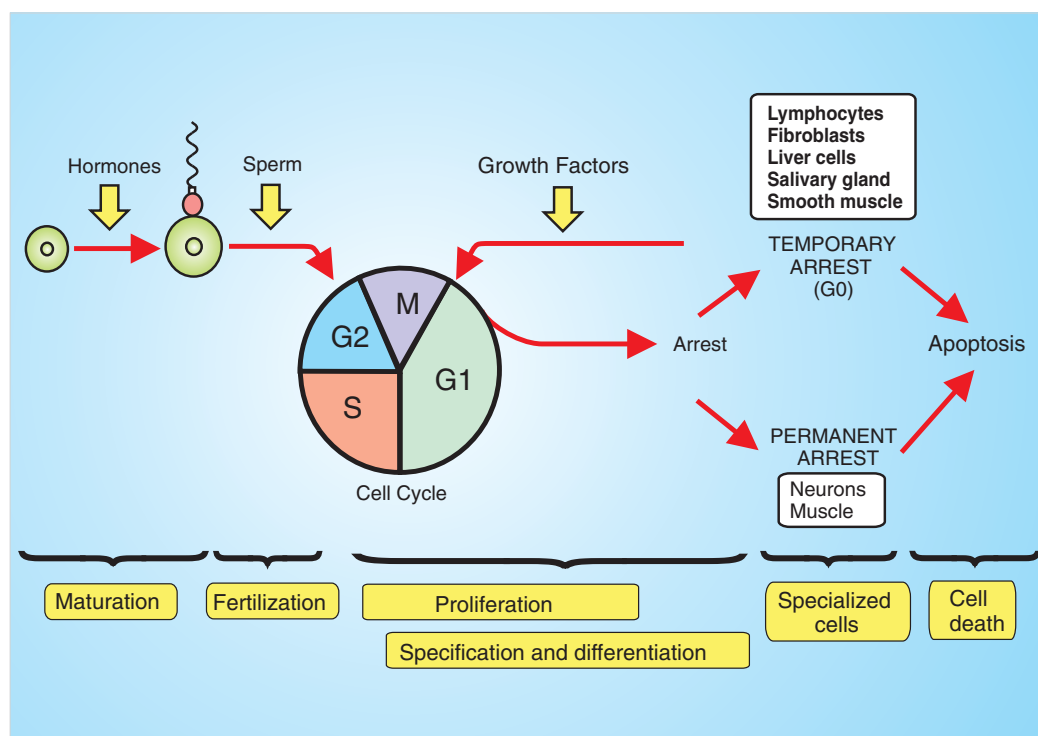 Lymphocytes
Fibroblasts
Liver cells
Salivary gland
Smooth muscle
Hormones
Sperm
Growth Factors
TEMPORARY
ARREST
(G0)
M
G2
G1
S
Arrest
Apoptosis
PERMANENT
ARREST
Neurons
Muscle
Cell Cycle
Maturation
Fertilization
Proliferation
Specification and differentiation
Specialized
cells
Cell
death